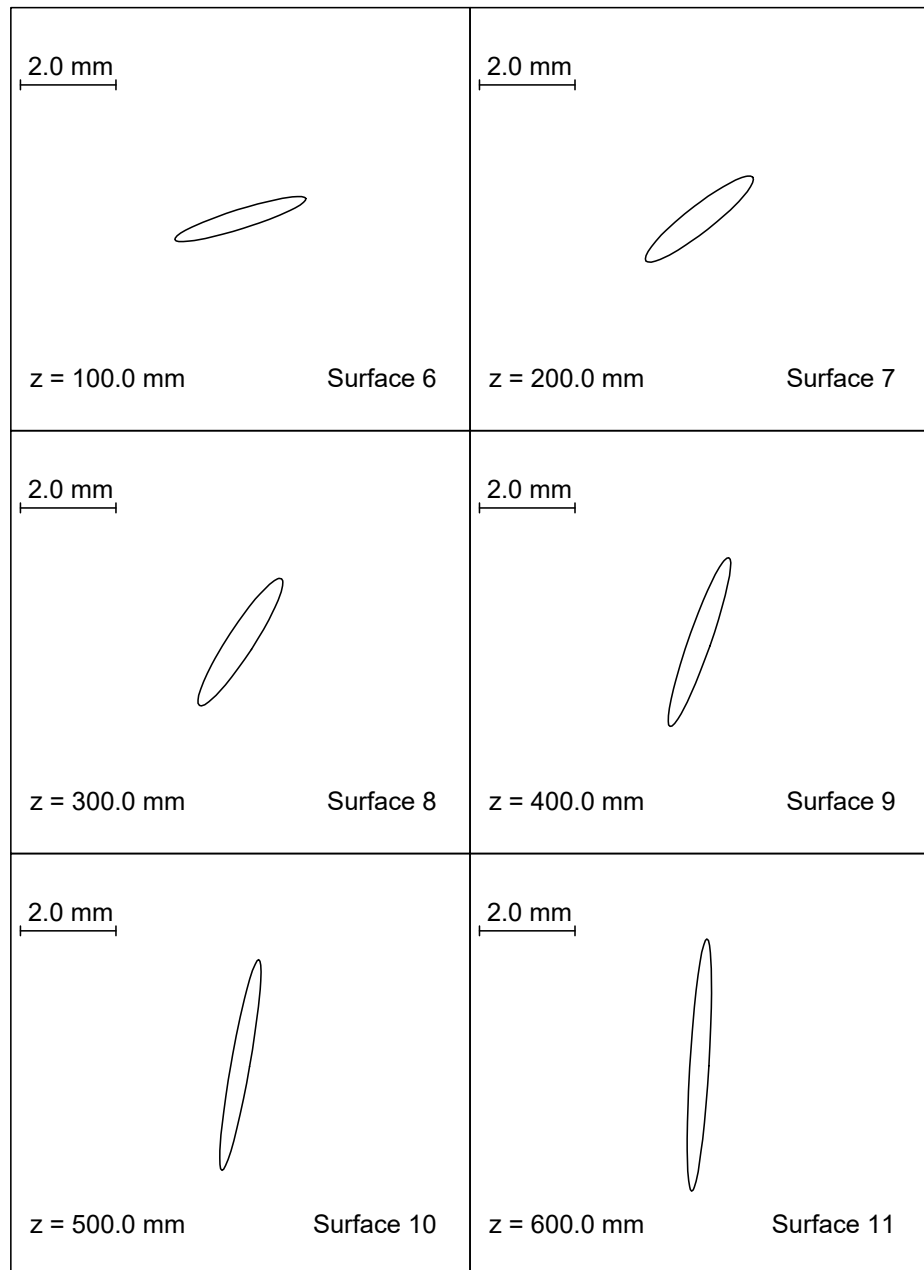 2.0 mm
z = 100.0 mm Surface 6
2.0 mm
z = 200.0 mm Surface 7
2.0 mm
z = 300.0 mm Surface 8
2.0 mm
z = 400.0 mm Surface 9
2.0 mm
z = 500.0 mm Surface 10
2.0 mm
z = 600.0 mm Surface 11